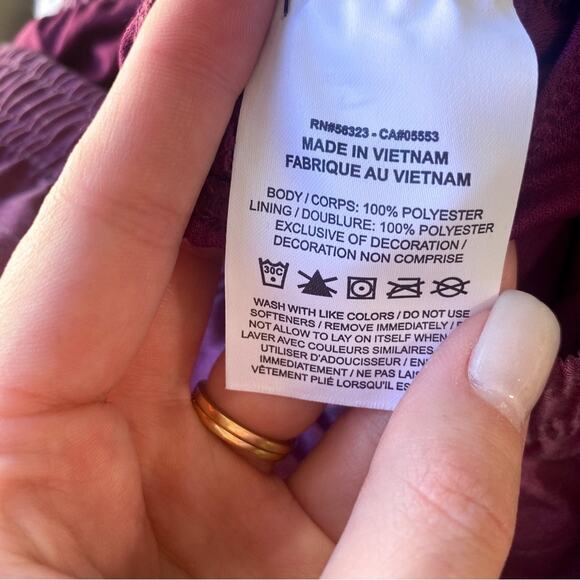 RN#56323 - CA#05553
MADE IN VIETNAM
FABRIQUE AU VIETNAM
BODY / CORPS: 100% POLYESTER
LINING / DOUBLURE: 100% POLYESTER
EXCLUSIVE OF DECORATION /
DECORATION NON COMPRISE
30C
WASH WITH LIKE COLORS / DO NOT USE
SOFTENERS / REMOVE IMMEDIATELY /
NOT ALLOW TO LAY ON ITSELF WHEN
LAVER AVEC COULEURS SIMILAIRES
UTILISER D'ADOUCISSEUR /
IMMEDIATEMENT / NE PAS
VÊTEMENT PLIÉ LORSQU'IL